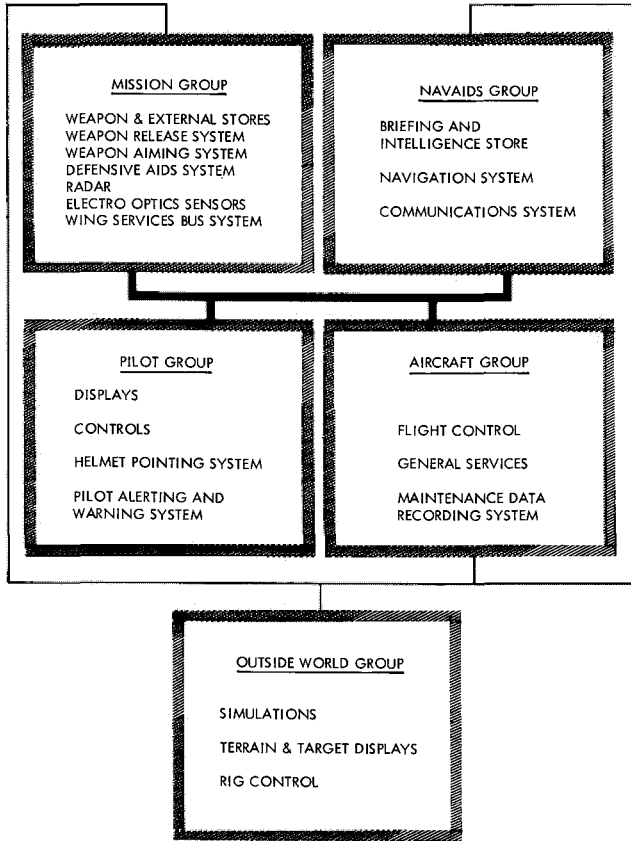 MISSION GROUP
WEAPON & EXTERNAL STORES
WEAPON RELEASE SYSTEM
WEAPON AIMING SYSTEM
DEFENSIVE AIDS SYSTEM
RADAR
ELECTRO OPTICS SENSORS
WING SERVICES BUS SYSTEM
NAVAIDS GROUP
BRIEFING AND
INTELLIGENCE STORE
NAVIGATION SYSTEM
COMMUNICATIONS SYSTEM
PILOT GROUP
DISPLAYS
CONTROLS
HELMET POINTING SYSTEM
PILOT ALERTING AND
WARNING SYSTEM
AIRCRAFT GROUP
FLIGHT CONTROL
GENERAL SERVICES
MAINTENANCE DATA
RECORDING SYSTEM
OUTSIDE WORLD GROUP
SIMULATIONS
TERRAIN & TARGET DISPLAYS
RIG CONTROL